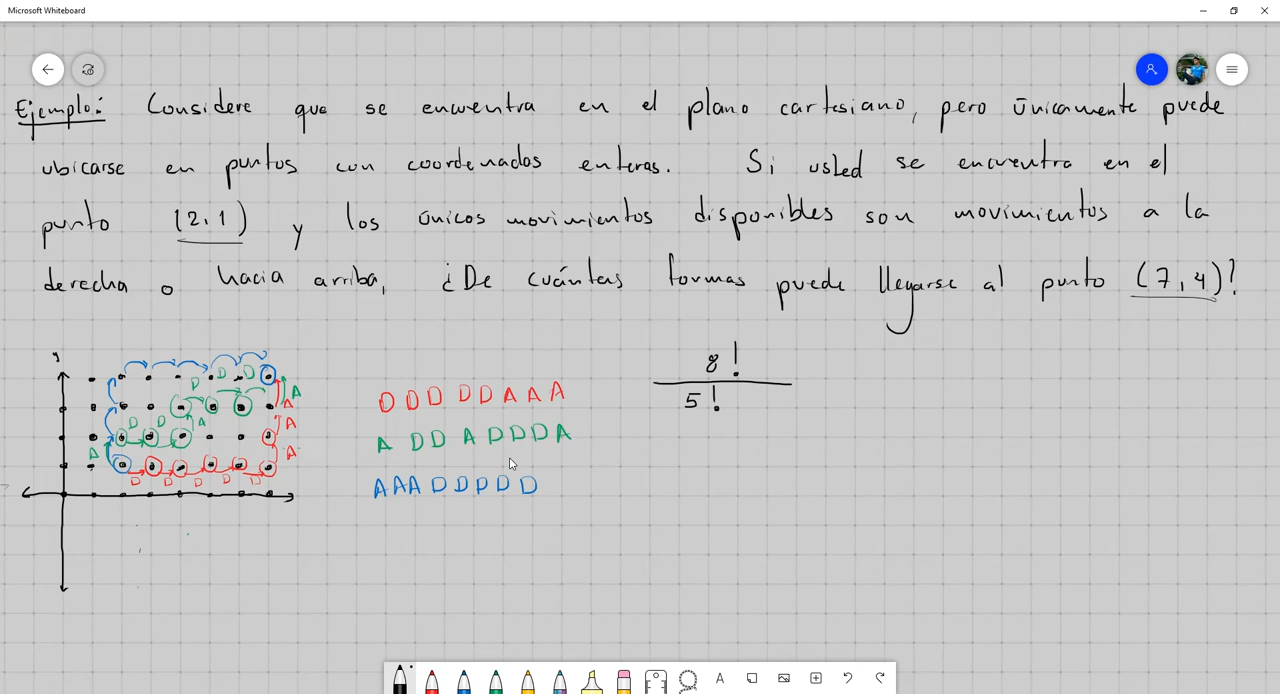 Microsoft Whiteboard
Ejemplo: Considere que se encuentra en el plano cartesiano, pero únicamente puede
ubicarse en puntos con coordenadas enteras. Si usted se encuentra en el
punto (2,1) y los únicos movimientos disponibles son movimientos a la
derecha o hacia arriba, ¿De cuántas formas puede llegarse al punto (7,4)?
y
D D D A
D D A A
A A
D D D D D A
D D D D D A A A
A D D A D D D A
A A A D D D D D
8!
5!
A